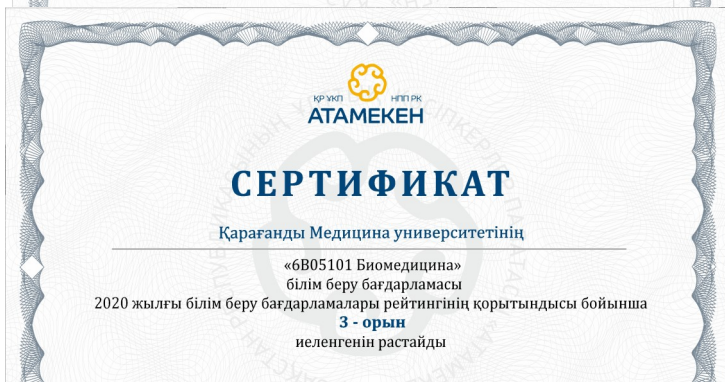 ҚР ҰКП НПП РК
АТАМЕКЕН
СЕРТИФИКАТ
Қарағанды Медицина университетінің
«6В05101 Биомедицина»
білім беру бағдарламасы
2020 жылғы білім беру бағдарламалары рейтингінің қорытындысы бойынша
3 - орын
иеленгенін растайды